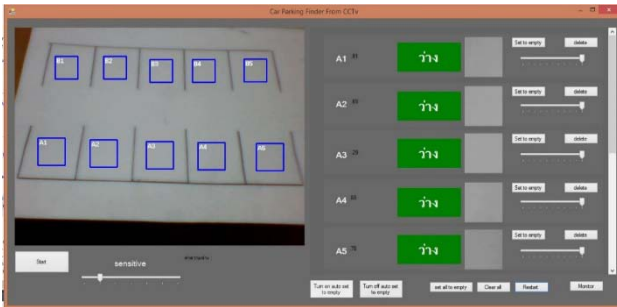 Car Parking Finder From CCTv
B1 B2 B3 B4 B5
A1 A2 A3 A4 A5
Start
sensitive
A1 ว่าง Set to empty delete
A2 ว่าง Set to empty delete
A3 ว่าง Set to empty delete
A4 ว่าง Set to empty delete
A5 ว่าง Set to empty delete
Turn on auto set to empty
Turn off auto set to empty
set all to empty
Clear all
Restart
Monitor